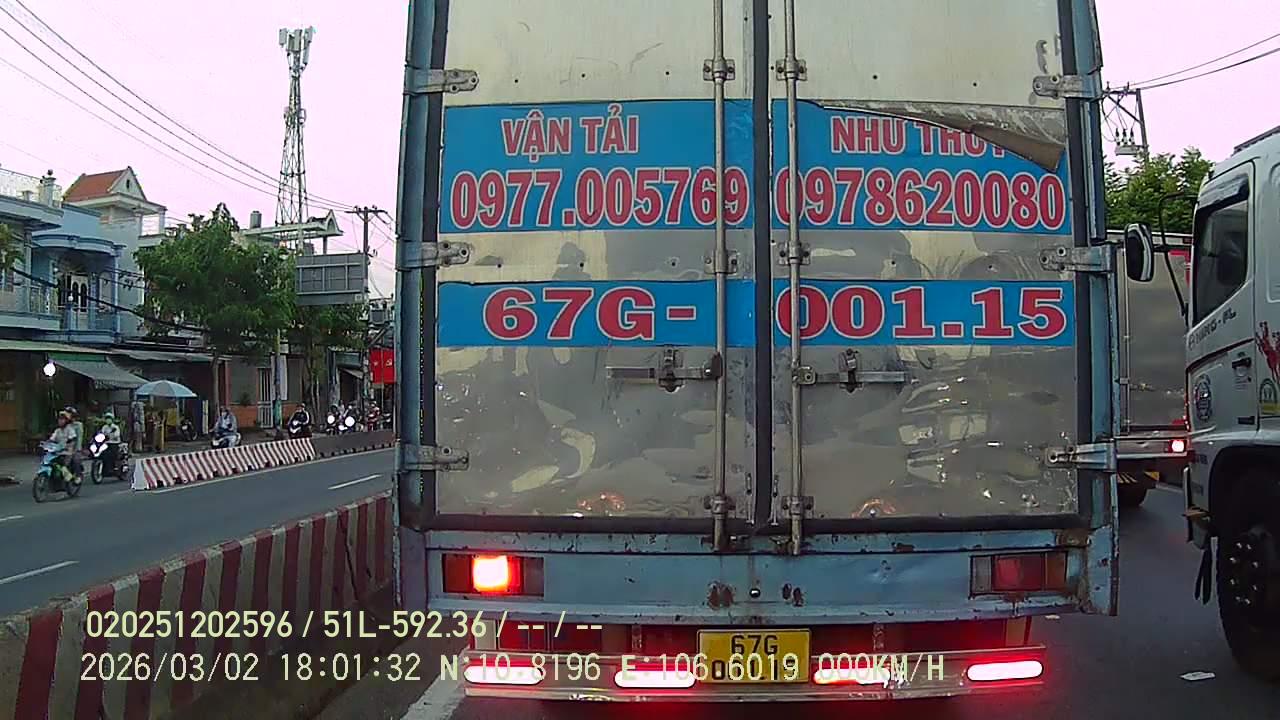 VẬN TẢI NHƯ THÚY
0977.005769 0978620080
67G- 001.15
67G
020251202596 / 51L-592.36 / -- / --
2026/03/02 18:01:32 N:10.8196 E:106.6019 000KM/H